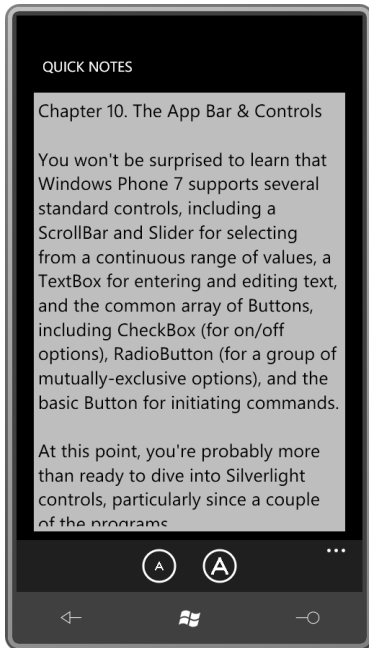 QUICK NOTES
Chapter 10. The App Bar & Controls
You won't be surprised to learn that
Windows Phone 7 supports several
standard controls, including a
ScrollBar and Slider for selecting
from a continuous range of values, a
TextBox for entering and editing text,
and the common array of Buttons,
including CheckBox (for on/off
options), RadioButton (for a group of
mutually-exclusive options), and the
basic Button for initiating commands.
At this point, you're probably more
than ready to dive into Silverlight
controls, particularly since a couple
of the programs
A A